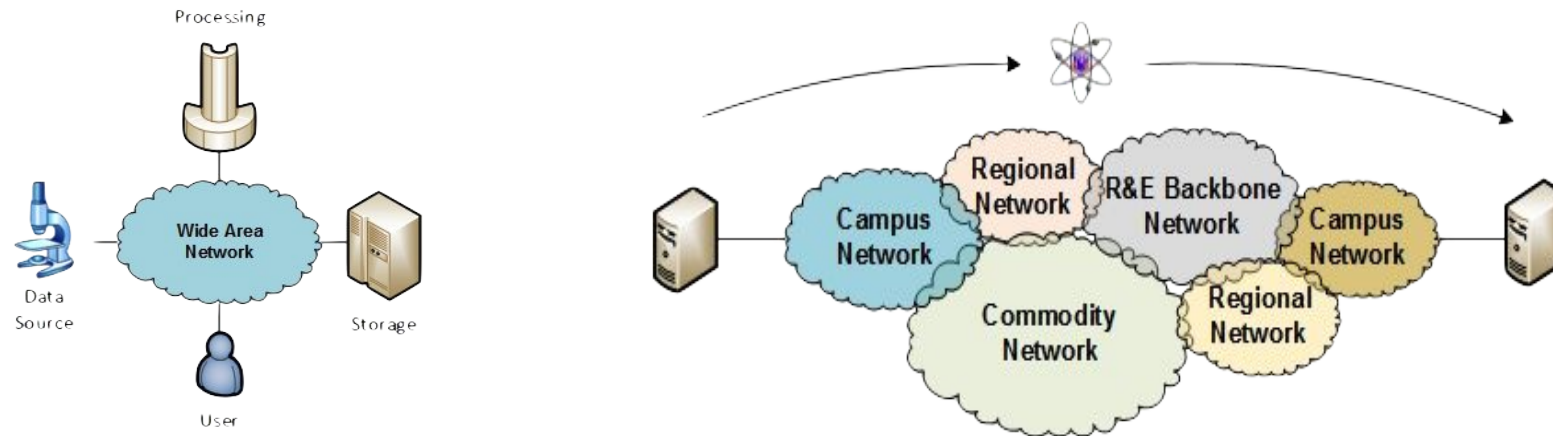 Processing
Wide Area
Network
Data
Source
Storage
User
Regional
Network
R&E Backbone
Network
Campus
Network
Campus
Network
Commodity
Network
Regional
Network